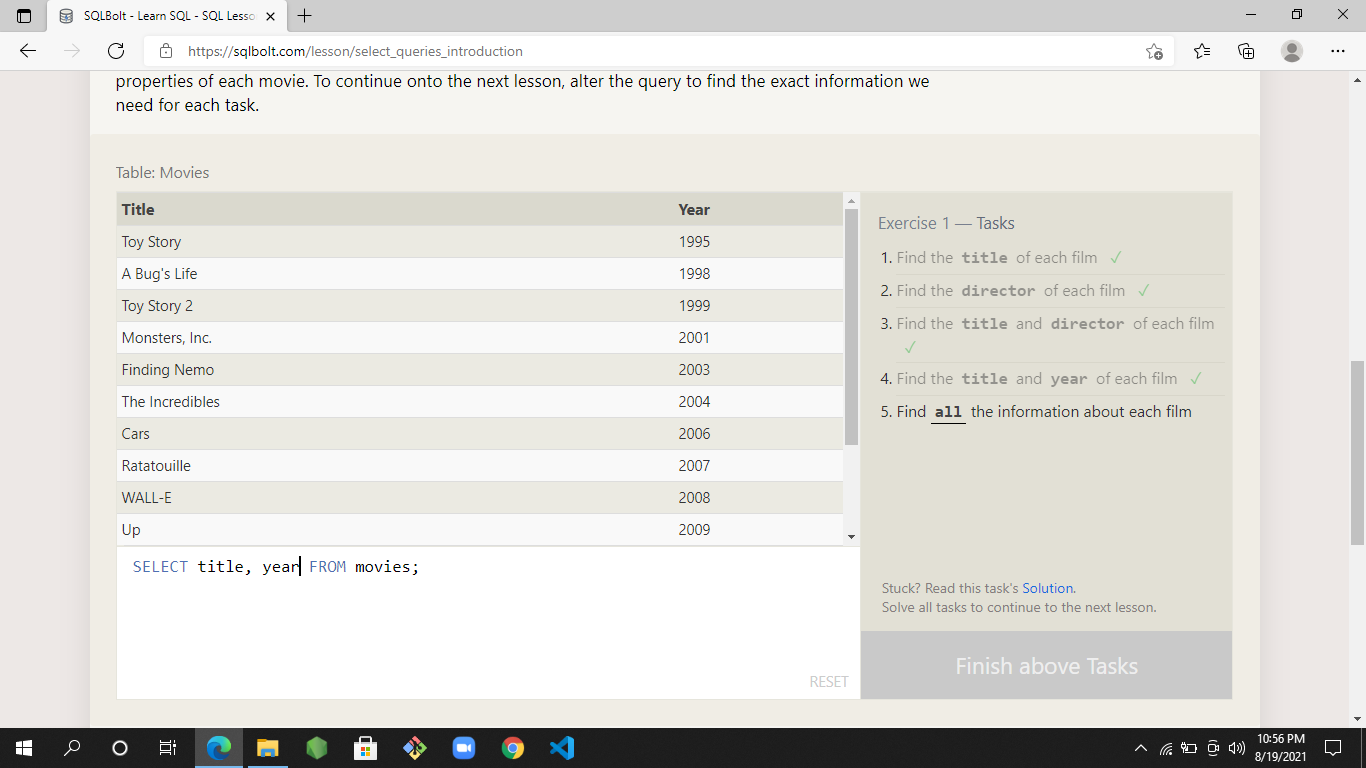 SQLBolt - Learn SQL - SQL Lesso
https://sqlbolt.com/lesson/select_queries_introduction
properties of each movie. To continue onto the next lesson, alter the query to find the exact information we
need for each task.
Table: Movies
Title Year
Toy Story 1995
A Bug's Life 1998
Toy Story 2 1999
Monsters, Inc. 2001
Finding Nemo 2003
The Incredibles 2004
Cars 2006
Ratatouille 2007
WALL-E 2008
Up 2009
SELECT title, year FROM movies;
RESET
Exercise 1 — Tasks
1. Find the title of each film ✓
2. Find the director of each film ✓
3. Find the title and director of each film
✓
4. Find the title and year of each film ✓
5. Find all the information about each film
Stuck? Read this task's Solution.
Solve all tasks to continue to the next lesson.
Finish above Tasks
10:56 PM
8/19/2021